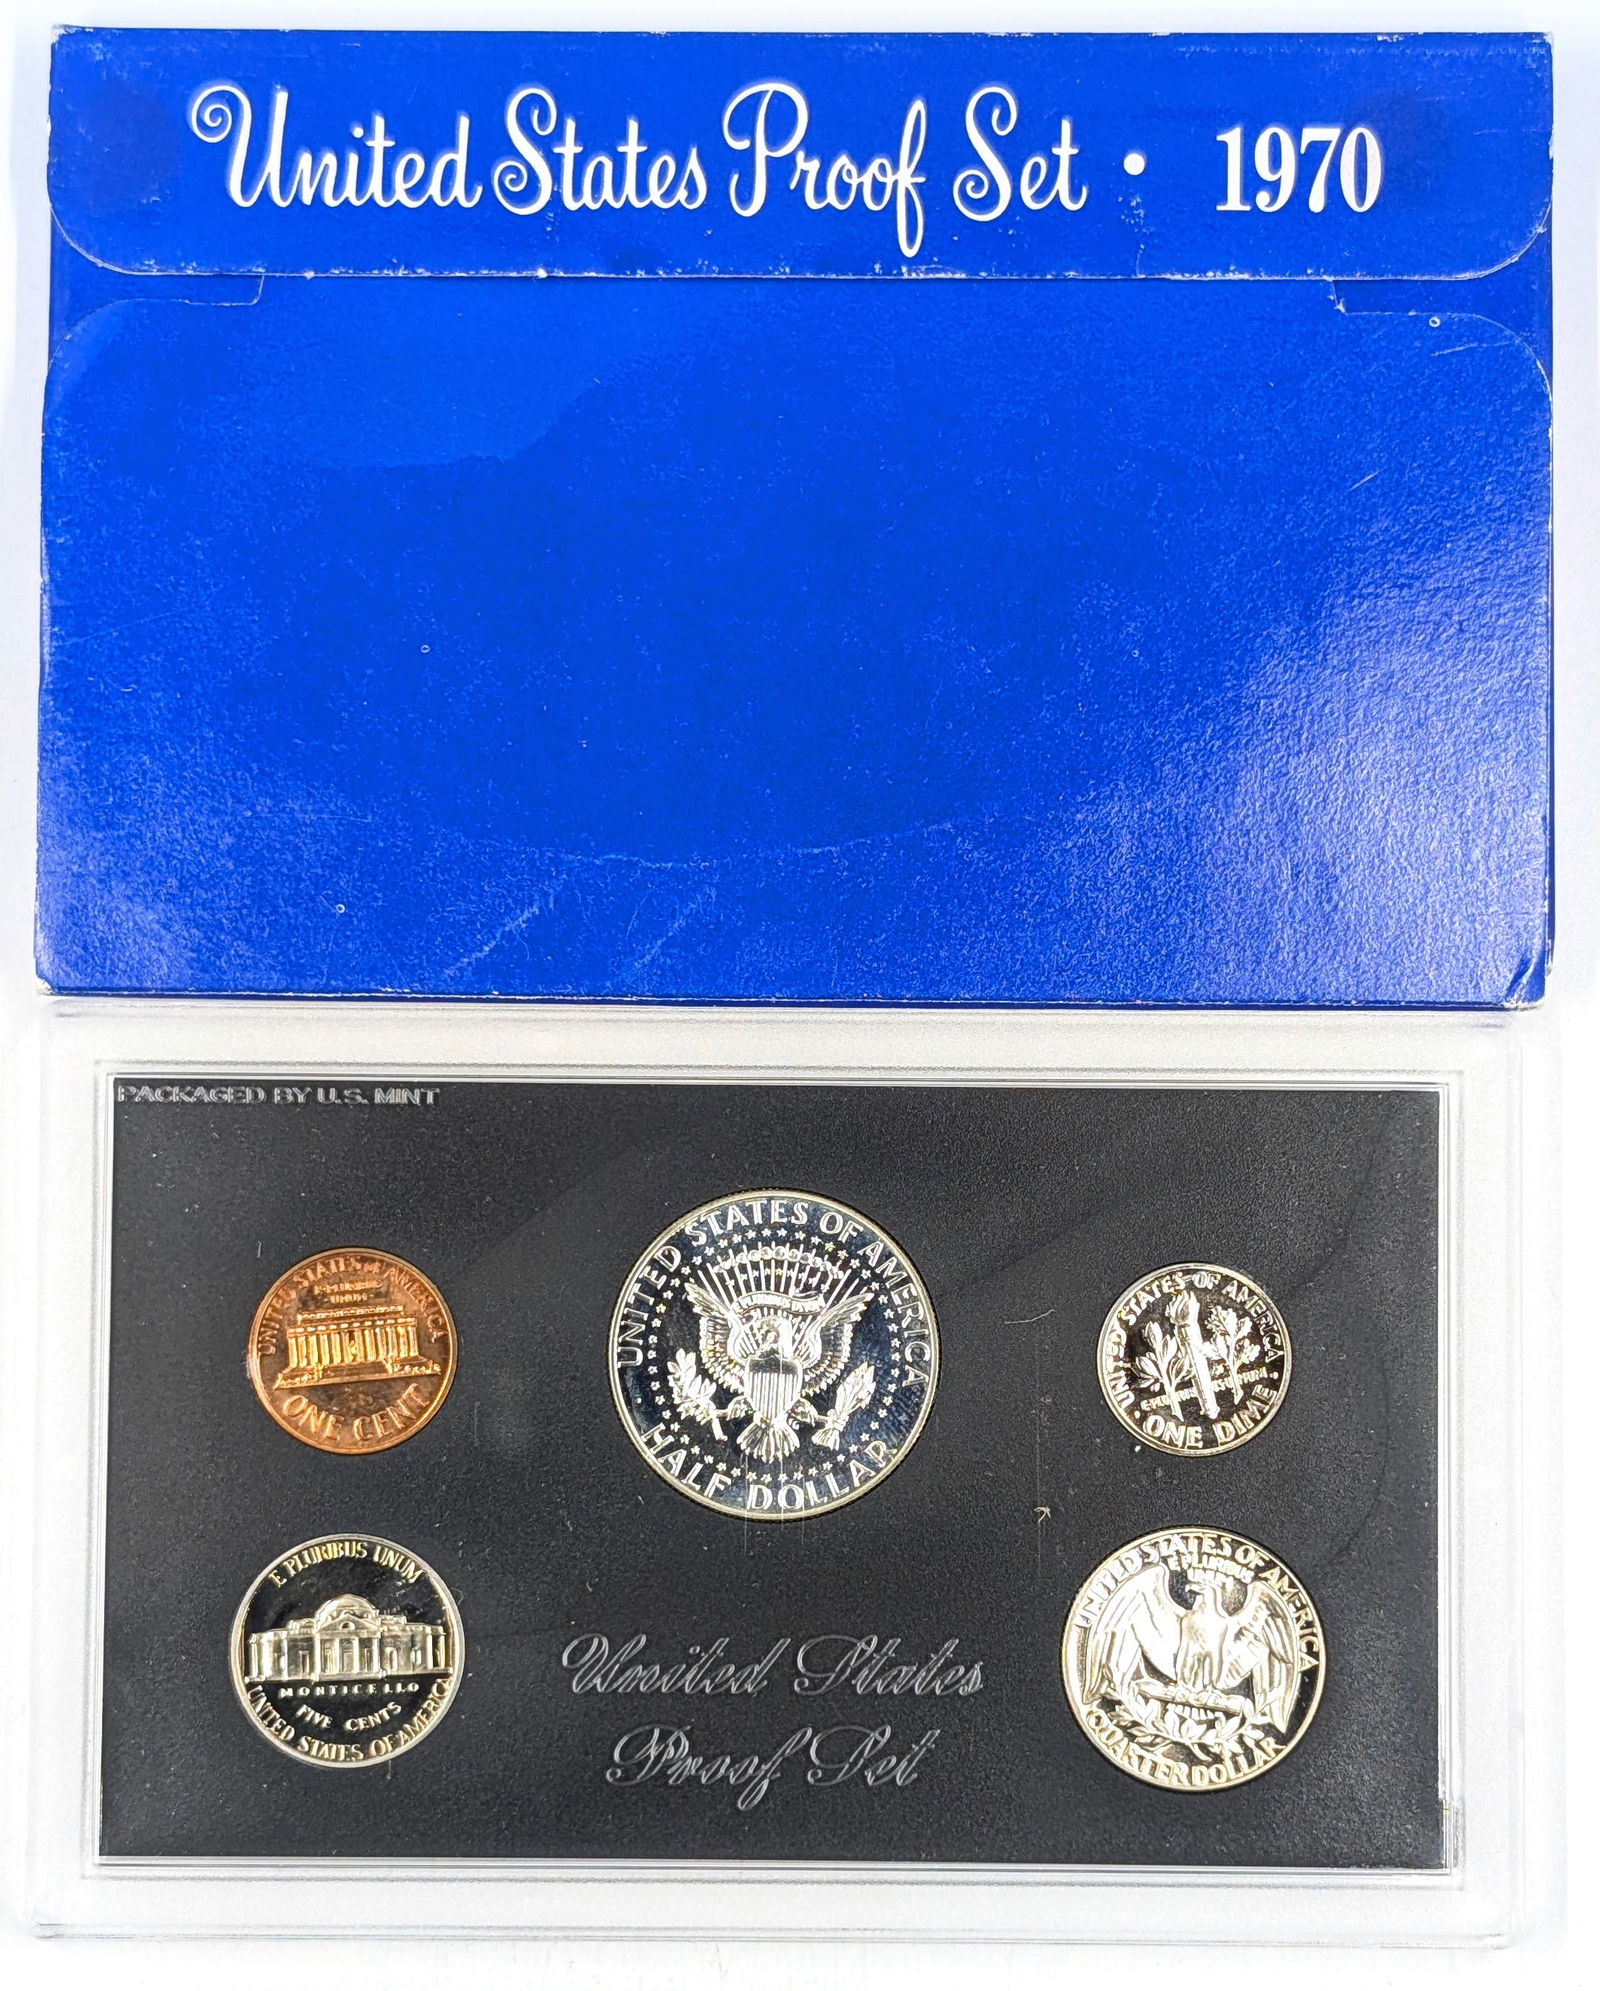 United States Proof Set • 1970
PACKAGED BY U.S. MINT
UNITED STATES OF AMERICA
E PLURIBUS
UNUM
ONE CENT
UNITED STATES OF AMERICA
HALF DOLLAR
UNITED STATES OF AMERICA
• ONE DIME •
E PLURIBUS UNUM
MONTICELLO
FIVE CENTS
UNITED STATES OF AMERICA
UNITED STATES OF AMERICA
E PLURIBUS
UNUM
QUARTER DOLLAR
United States
Proof Set